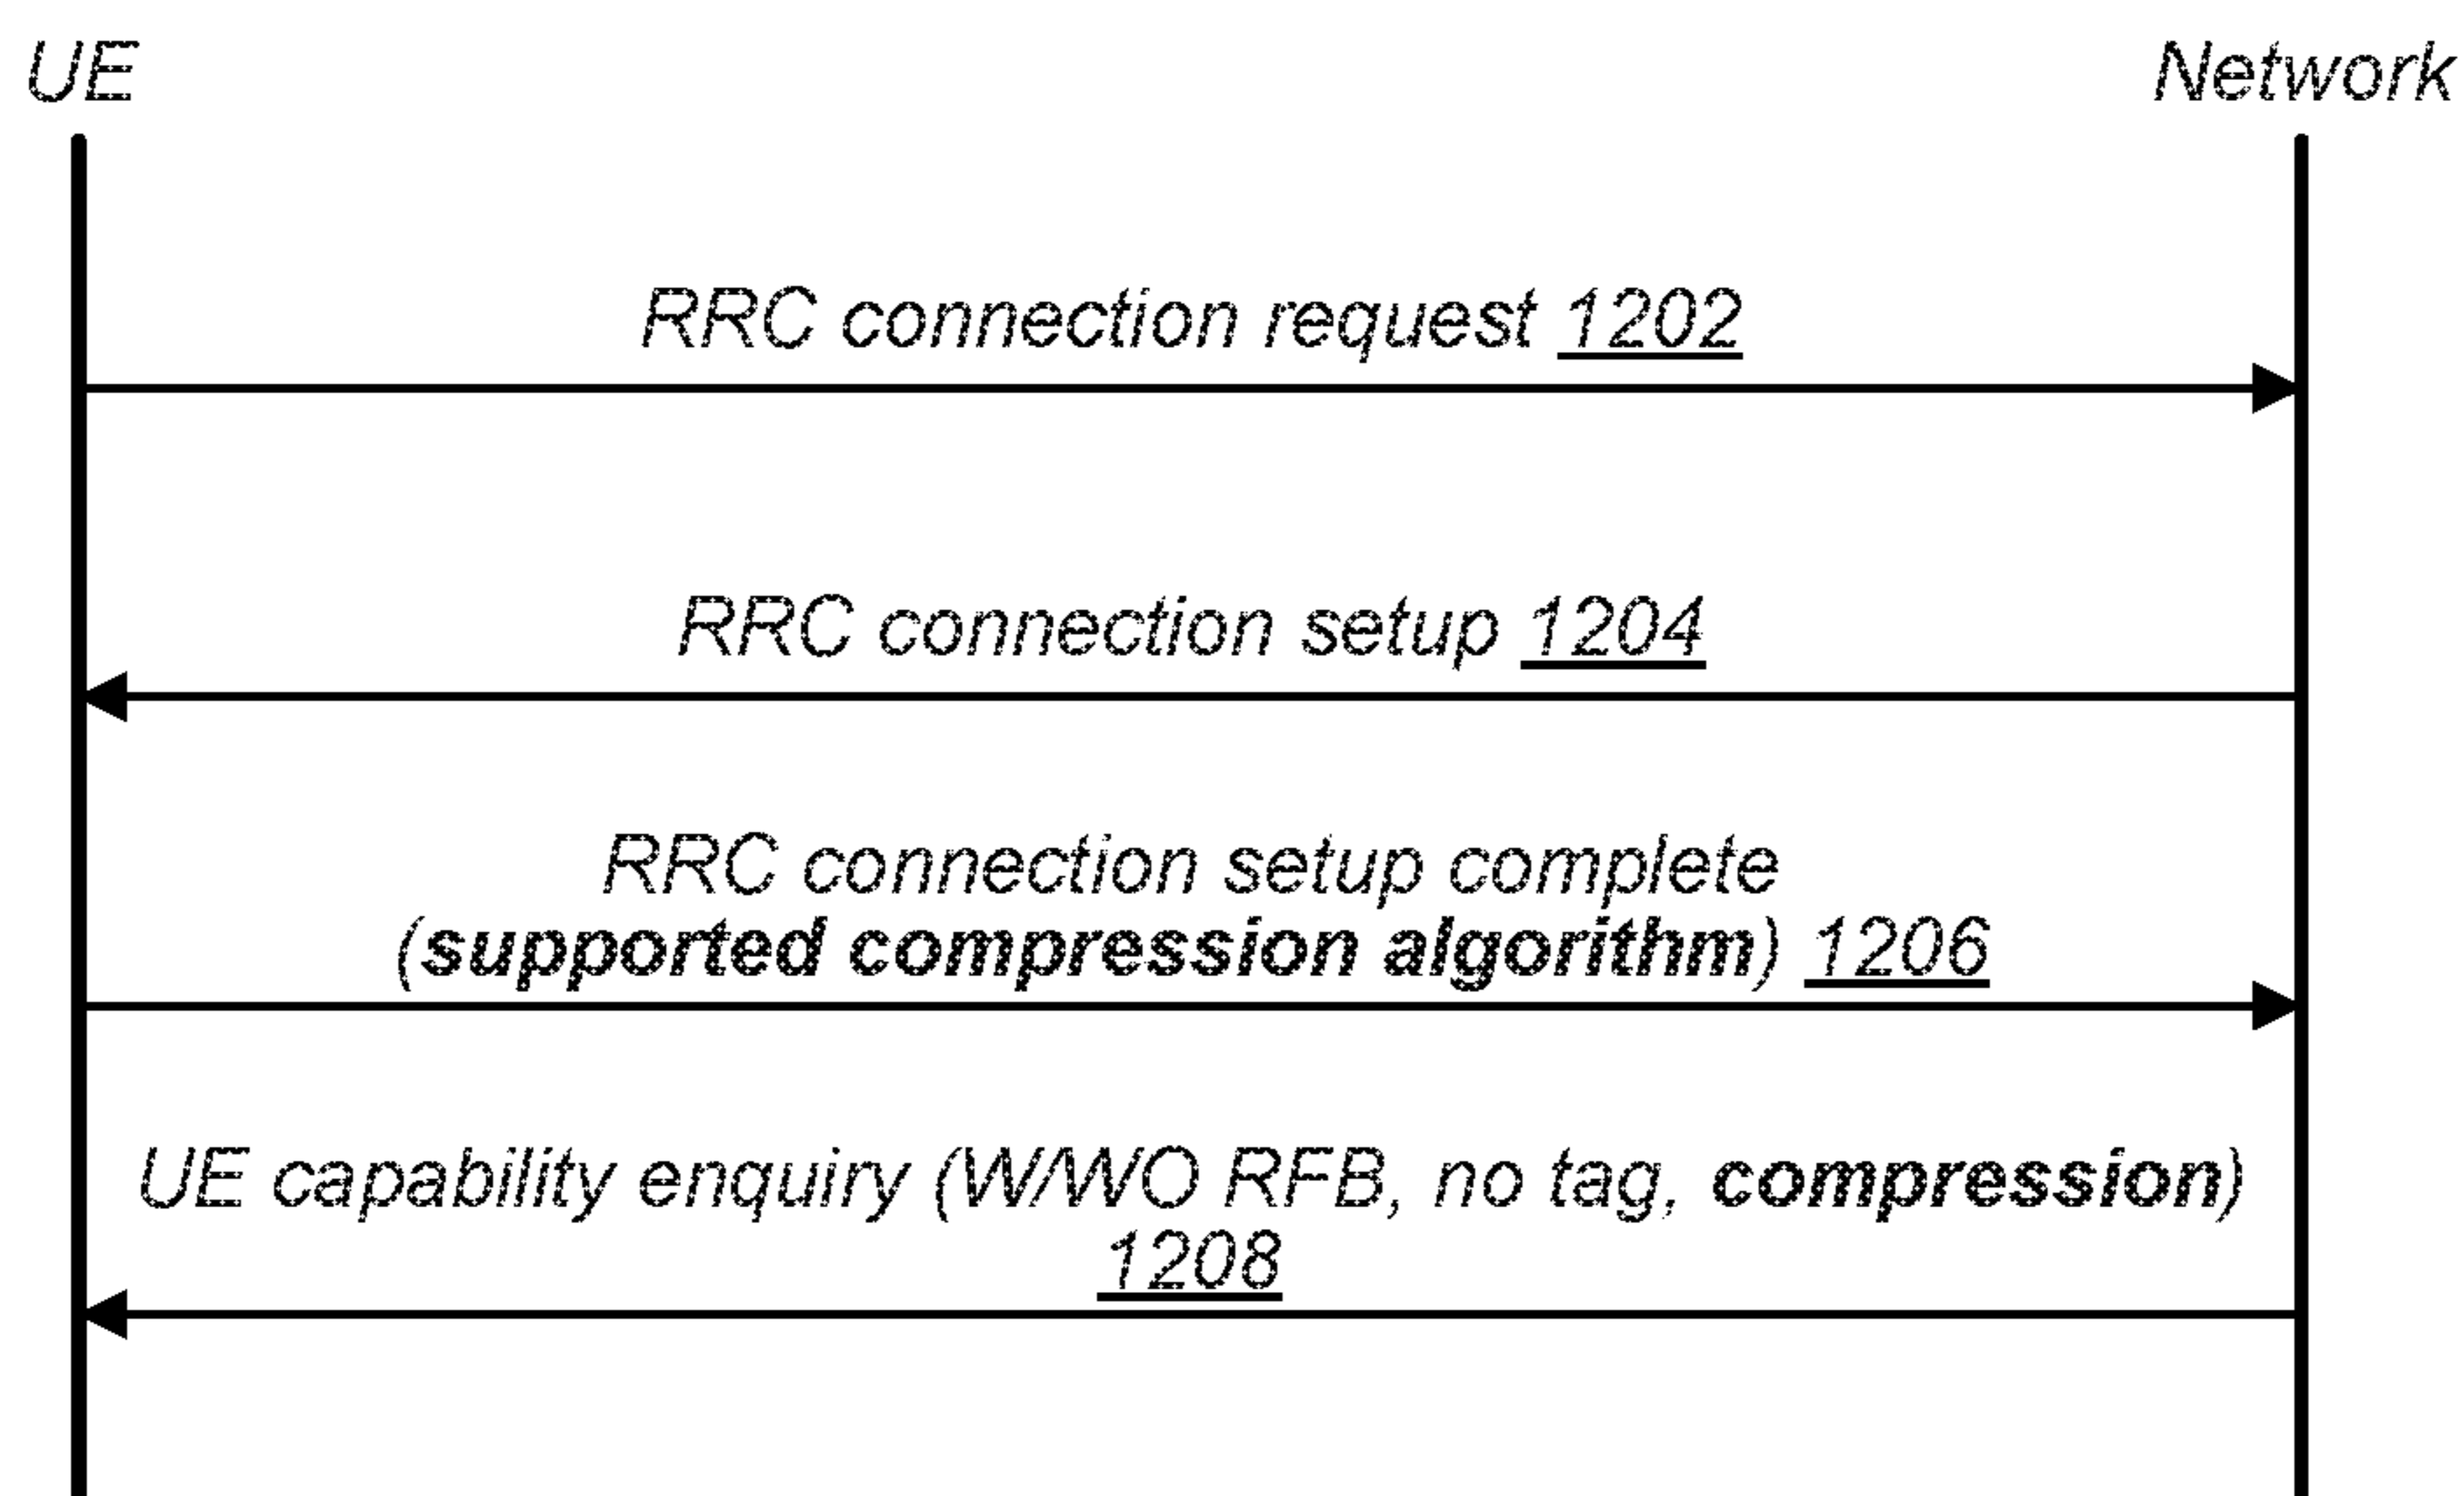 UE
Network
RRC connection request 1202
RRC connection setup 1204
RRC connection setup complete
(supported compression algorithm) 1206
UE capability enquiry (W/WO RFB, no tag, compression)
1208